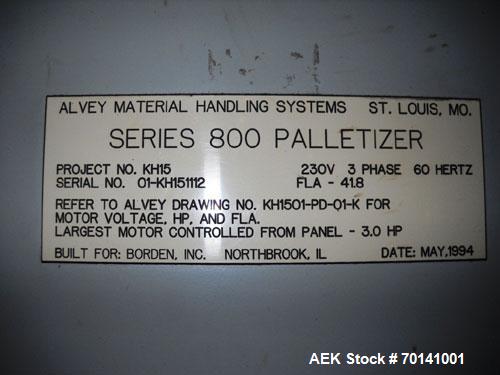 ALVEY MATERIAL HANDLING SYSTEMS ST. LOUIS, MO.
SERIES 800 PALLETIZER
PROJECT NO. KH15 230V 3 PHASE 60 HERTZ
SERIAL NO. 01-KH151112 FLA - 41.8
REFER TO ALVEY DRAWING NO. KH1501-PD-01-K FOR
MOTOR VOLTAGE, HP, AND FLA.
LARGEST MOTOR CONTROLLED FROM PANEL - 3.0 HP
BUILT FOR: BORDEN, INC. NORTHBROOK, IL DATE: MAY,1994
AEK Stock # 70141001